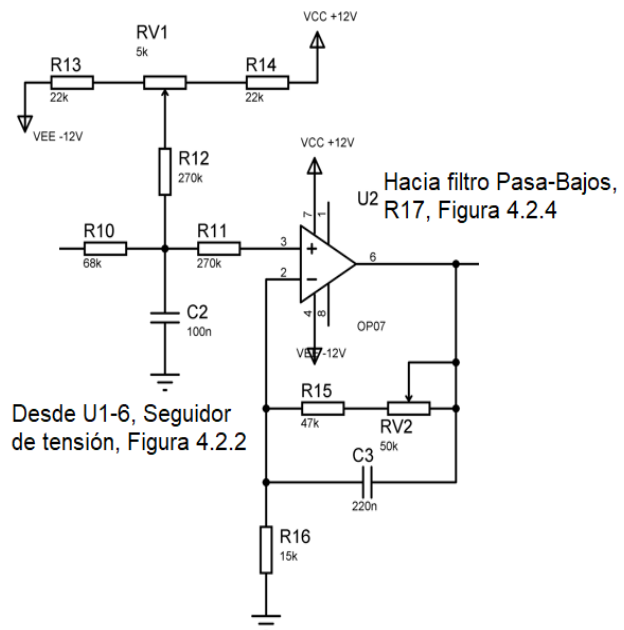 VCC +12V
RV1
5k
R13
22k
R14
22k
VEE -12V
R12
270k
VCC +12V
U2
Hacia filtro Pasa-Bajos,
R17, Figura 4.2.4
7
1
R10
68k
R11
270k
3
+
6
2
−
C2
100n
4
8
OP07
VEE -12V
Desde U1-6, Seguidor
de tensión, Figura 4.2.2
R15
47k
RV2
50k
C3
220n
R16
15k